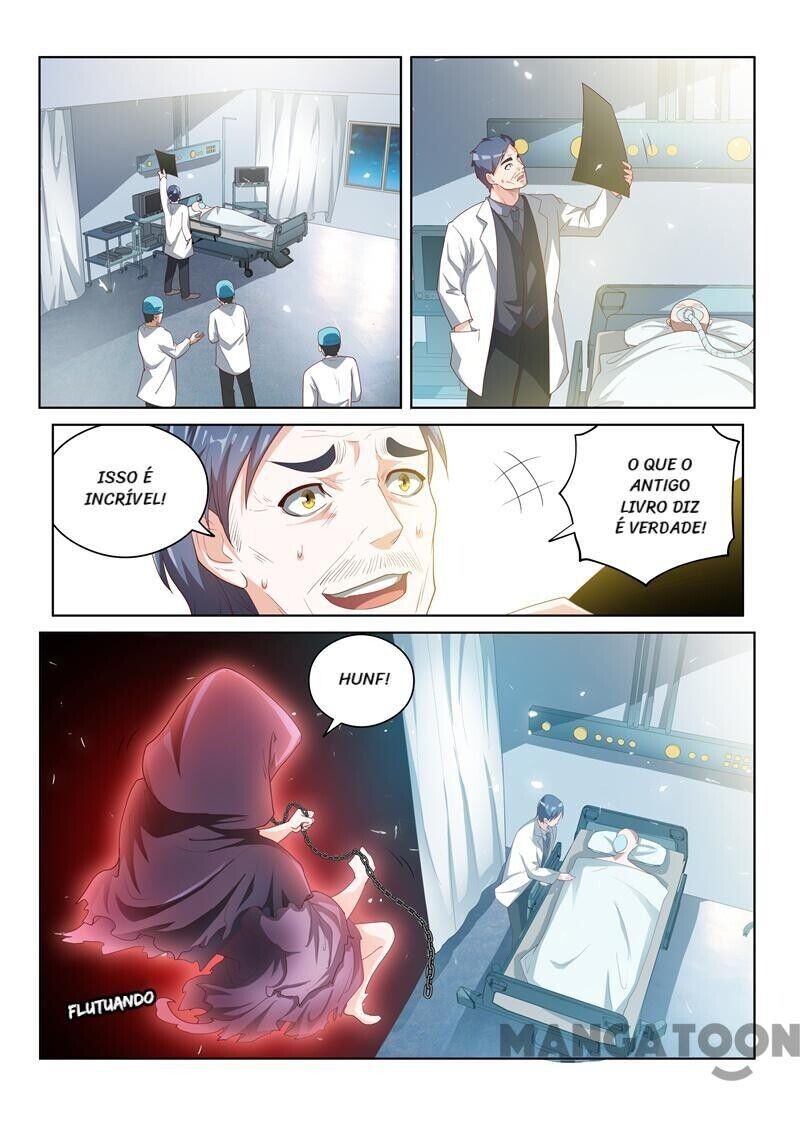 ISSO É
INCRÍVEL!
O QUE O
ANTIGO
LIVRO DIZ
É VERDADE!
HUNF!
FLUTUANDO
MANGATOON